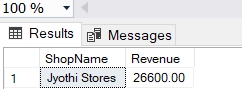 100 %
Results Messages
ShopName Revenue
1 Jyothi Stores 26600.00